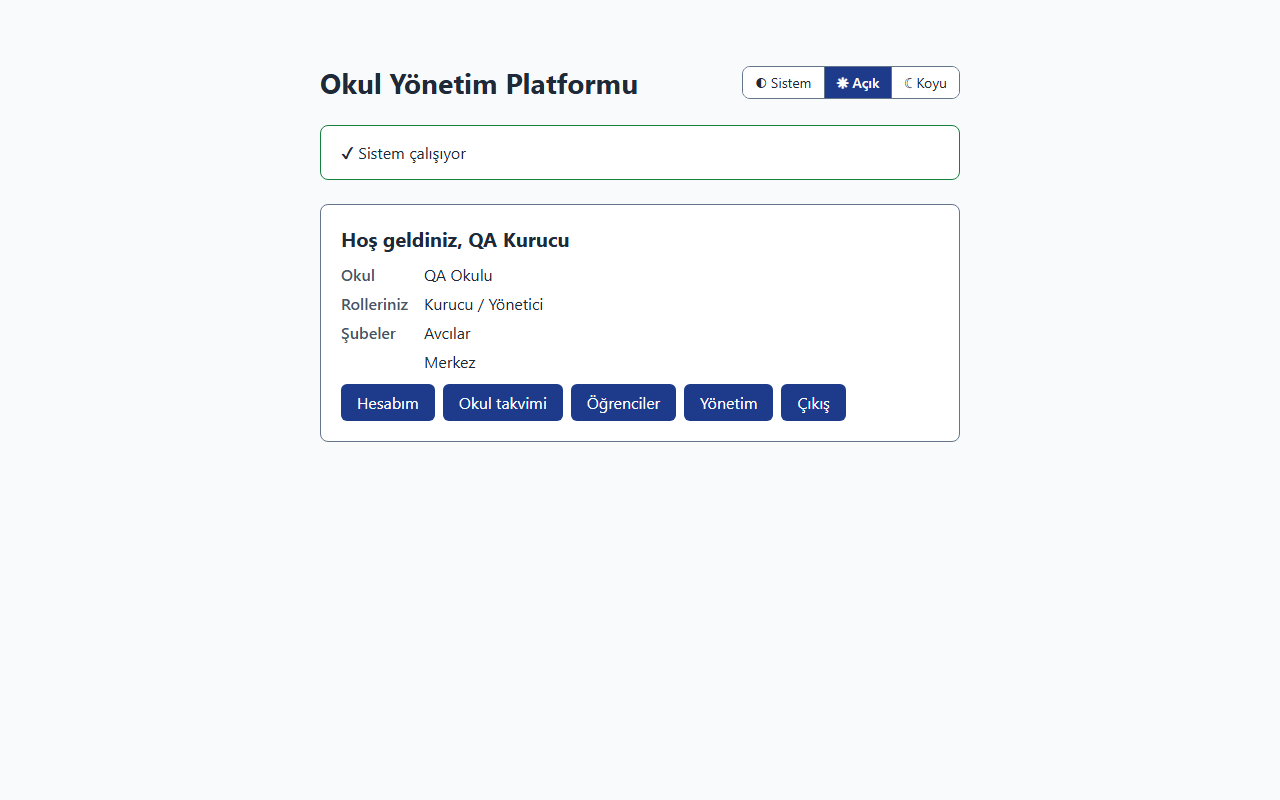 Okul Yönetim Platformu
◐ Sistem ✸ Açık ☾ Koyu
✓ Sistem çalışıyor
Hoş geldiniz, QA Kurucu
Okul QA Okulu
Rolleriniz Kurucu / Yönetici
Şubeler Avcılar
Merkez
Hesabım Okul takvimi Öğrenciler Yönetim Çıkış